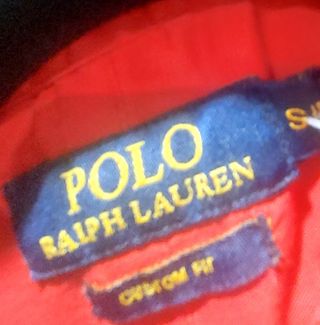 POLO
RALPH LAUREN
CUSTOM FIT
S